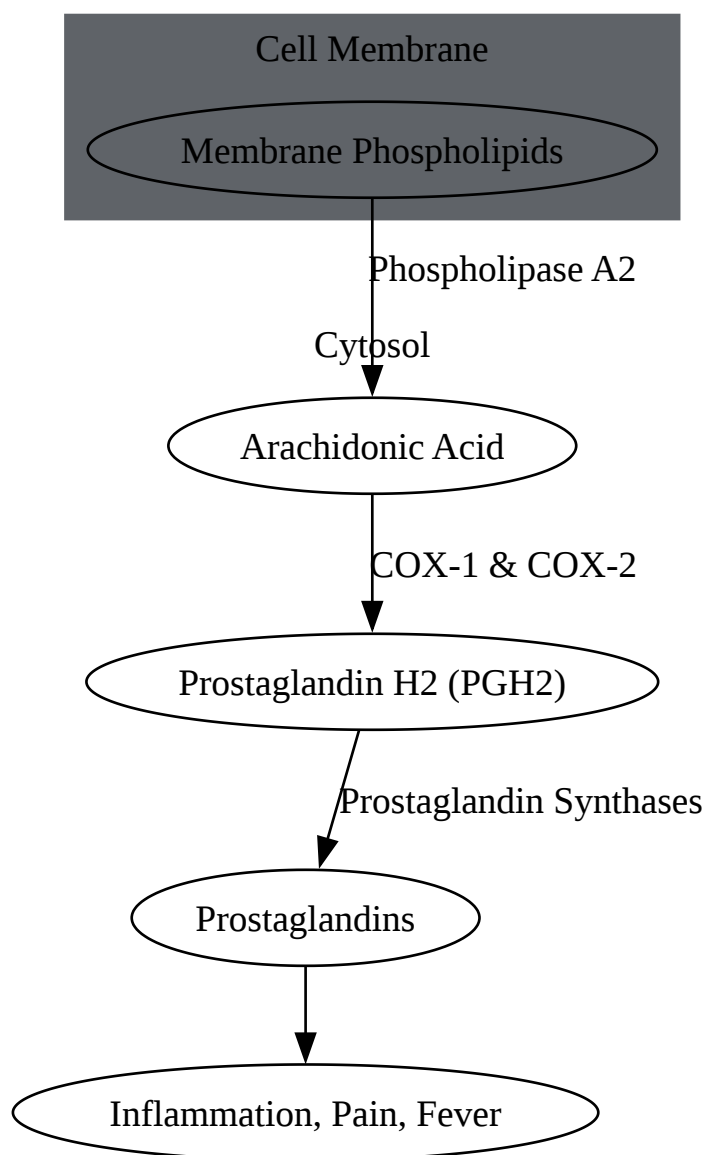 Cell Membrane
Membrane Phospholipids
Phospholipase A2
Cytosol
Arachidonic Acid
COX-1 & COX-2
Prostaglandin H2 (PGH2)
Prostaglandin Synthases
Prostaglandins
Inflammation, Pain, Fever